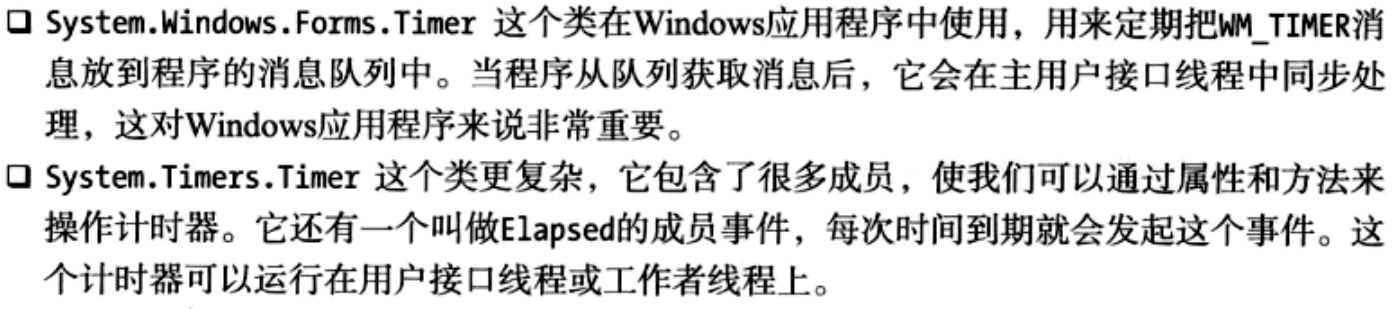 ❑ System.Windows.Forms.Timer 这个类在Windows应用程序中使用，用来定期把WM_TIMER消
息放到程序的消息队列中。当程序从队列获取消息后，它会在主用户接口线程中同步处
理，这对Windows应用程序来说非常重要。
❑ System.Timers.Timer 这个类更复杂，它包含了很多成员，使我们可以通过属性和方法来
操作计时器。它还有一个叫做Elapsed的成员事件，每次时间到期就会发起这个事件。这
个计时器可以运行在用户接口线程或工作者线程上。